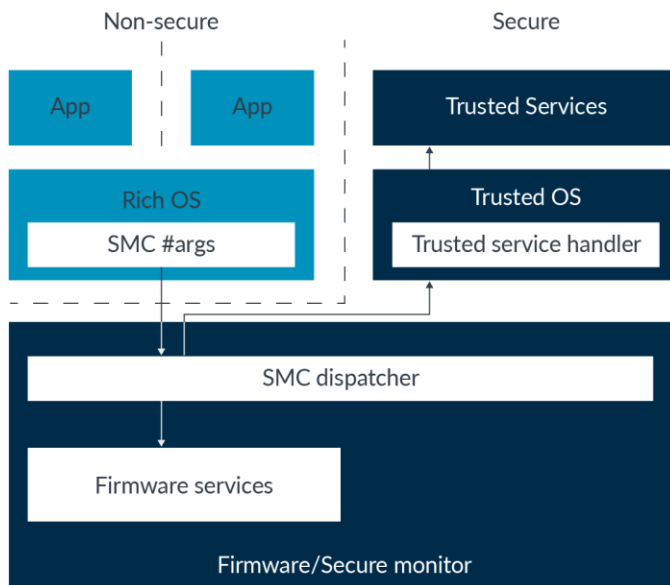 Non-secure
Secure
App
App
Trusted Services
Rich OS
Trusted OS
SMC #args
Trusted service handler
SMC dispatcher
Firmware services
Firmware/Secure monitor